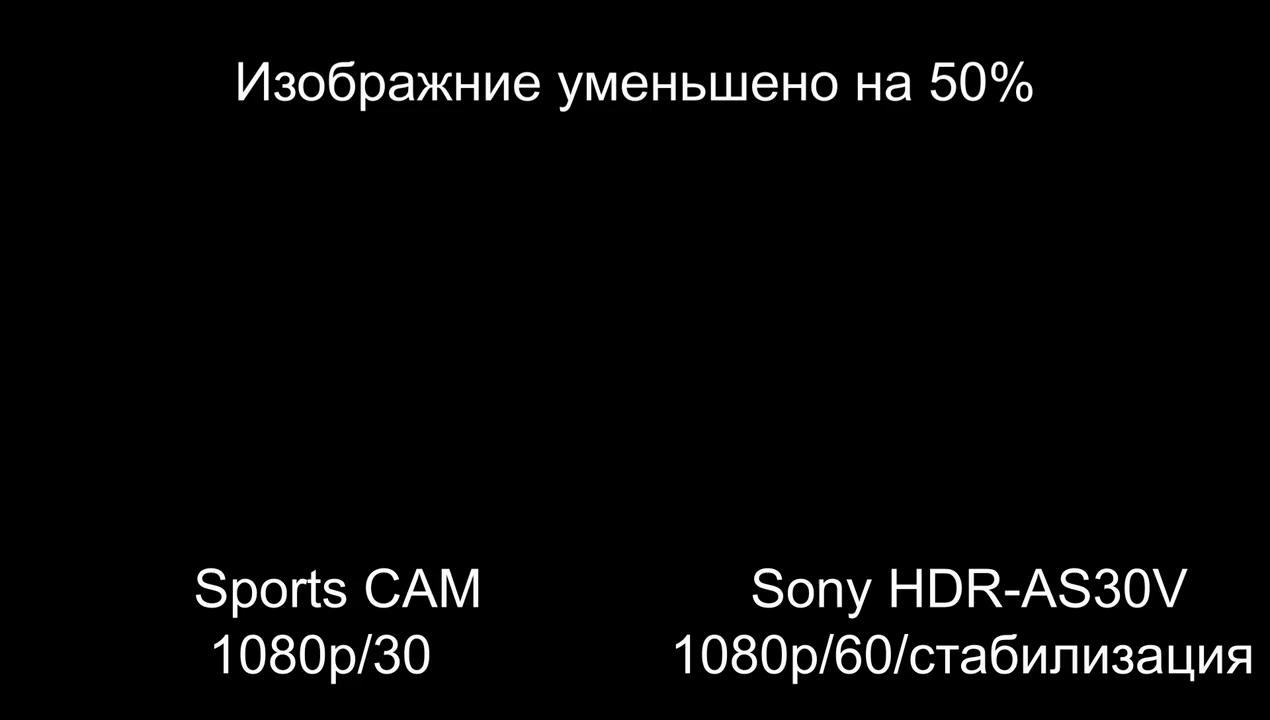 Изображние уменьшено на 50%
Sports CAM
1080p/30
Sony HDR-AS30V
1080p/60/стабилизация